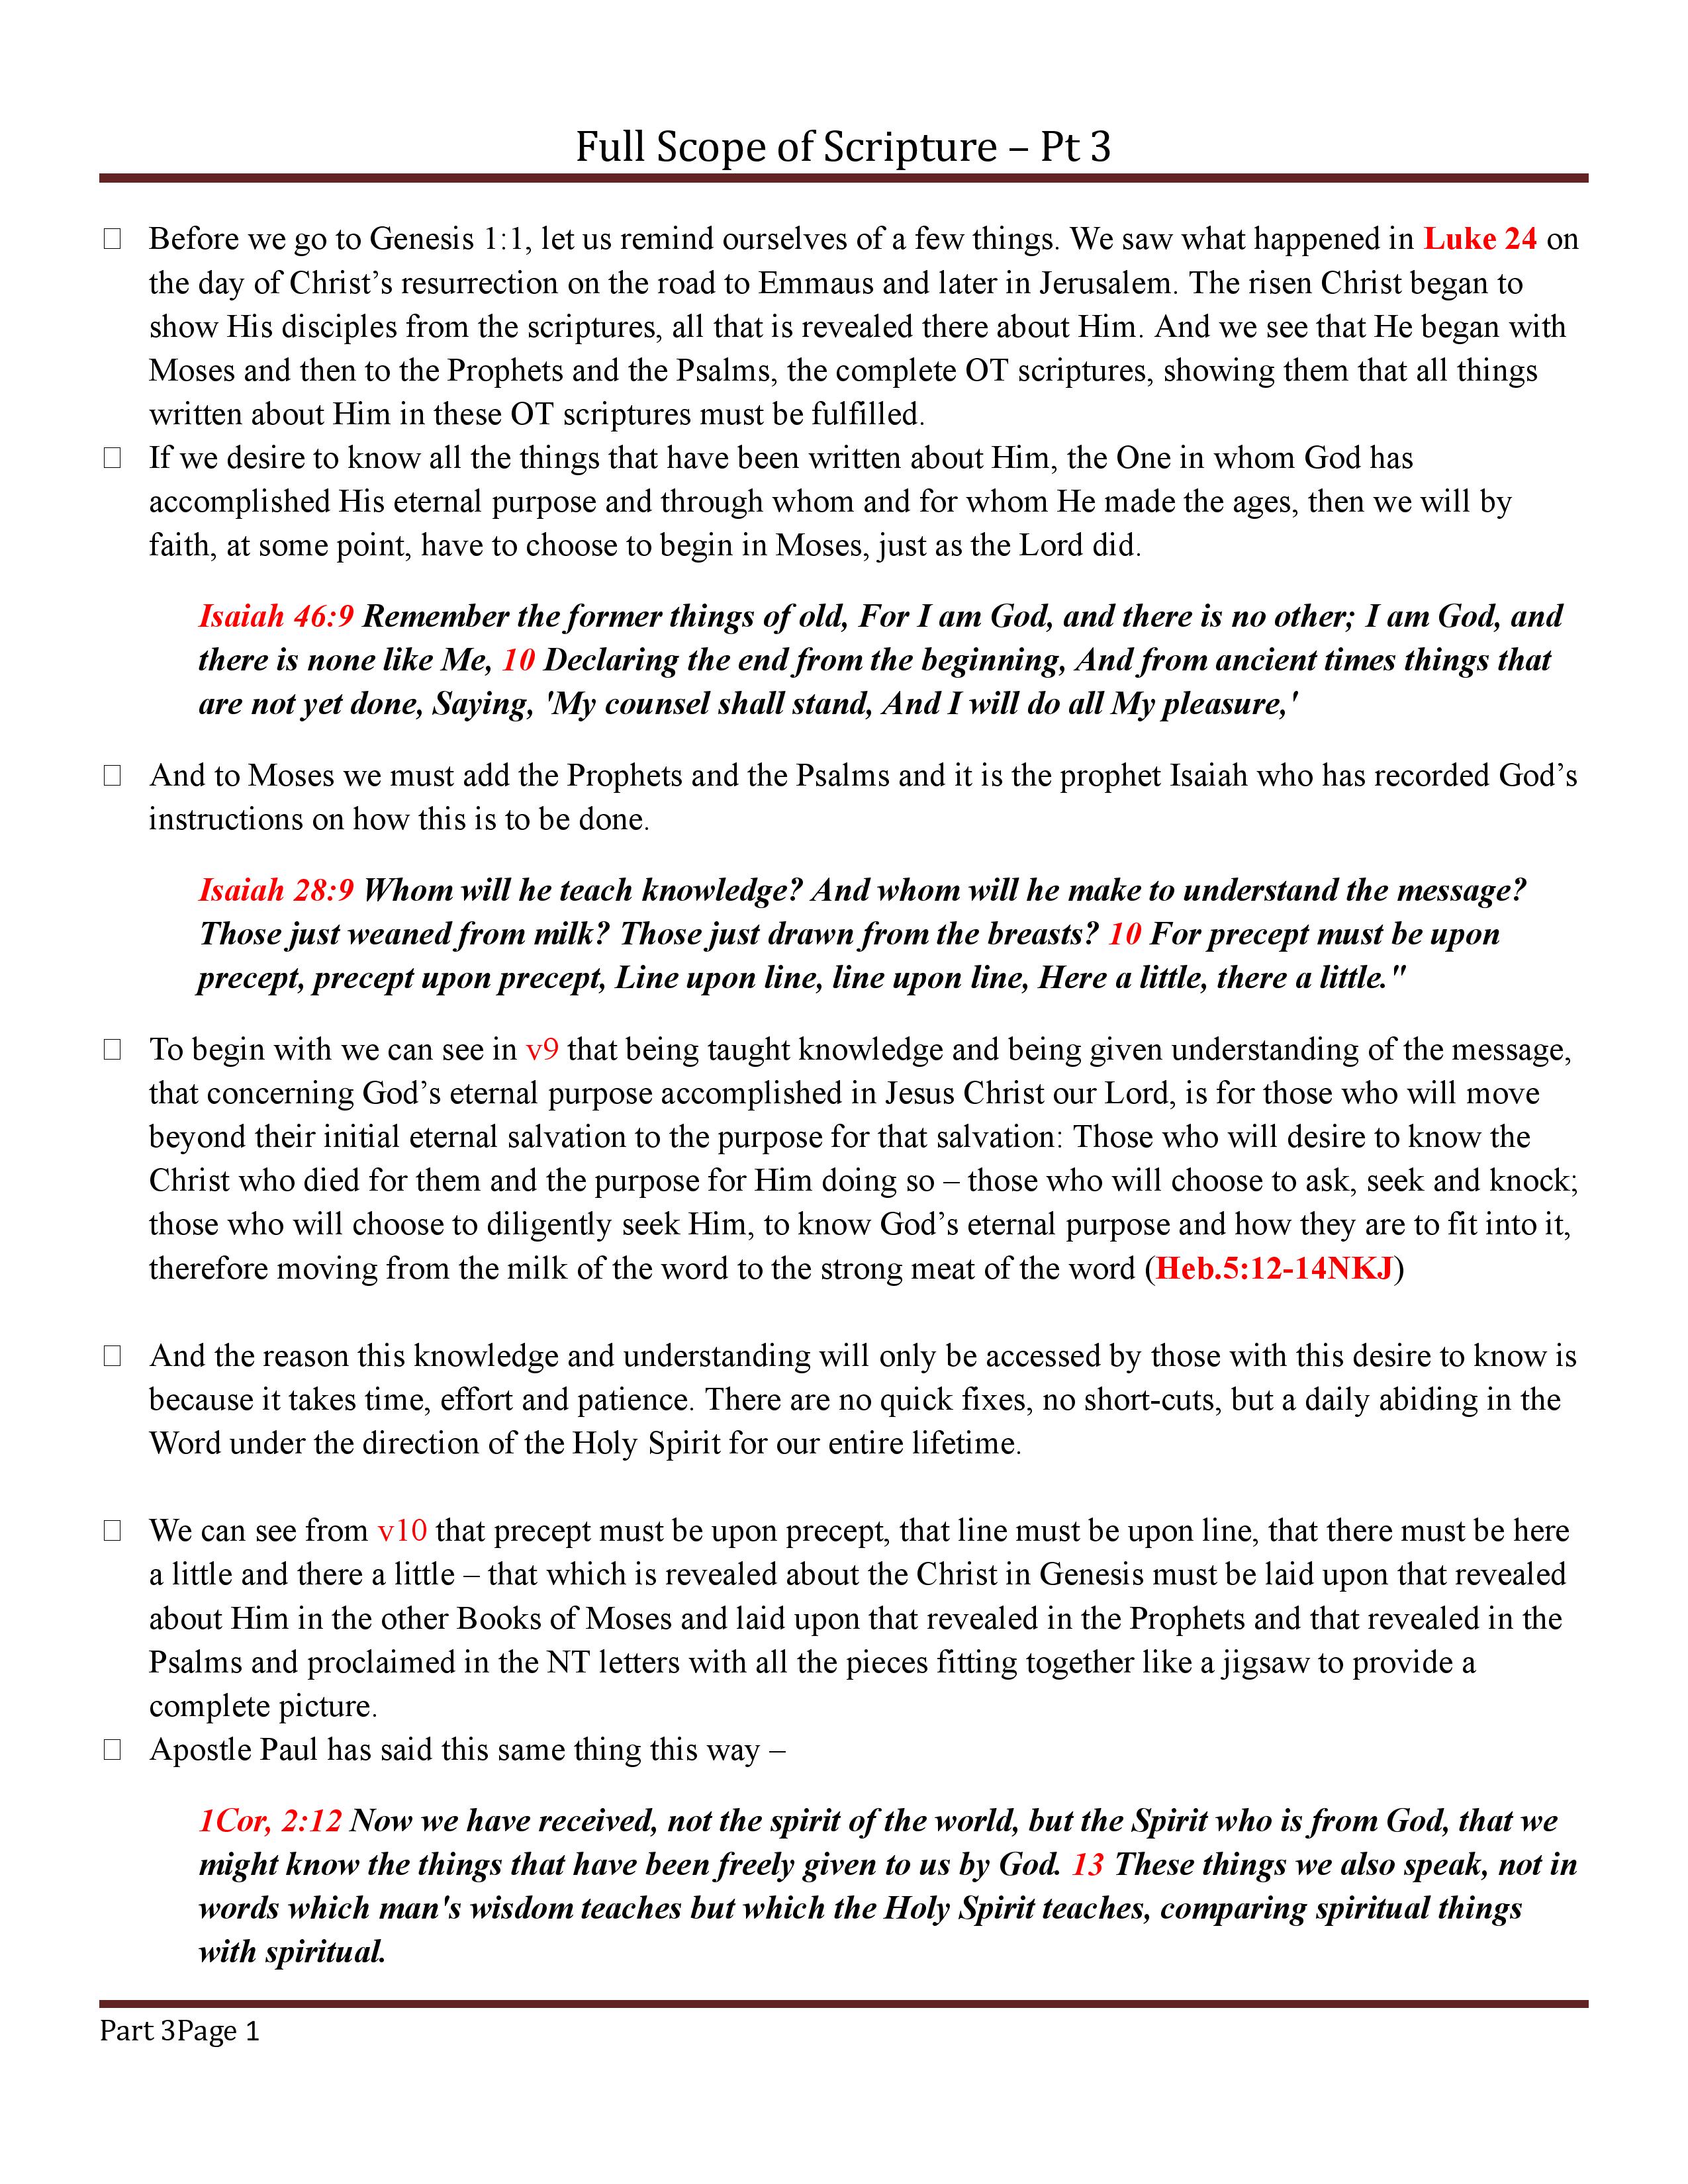 Full Scope of Scripture – Pt 3
Before we go to Genesis 1:1, let us remind ourselves of a few things. We saw what happened in Luke 24 on
the day of Christ’s resurrection on the road to Emmaus and later in Jerusalem. The risen Christ began to
show His disciples from the scriptures, all that is revealed there about Him. And we see that He began with
Moses and then to the Prophets and the Psalms, the complete OT scriptures, showing them that all things
written about Him in these OT scriptures must be fulfilled.
If we desire to know all the things that have been written about Him, the One in whom God has
accomplished His eternal purpose and through whom and for whom He made the ages, then we will by
faith, at some point, have to choose to begin in Moses, just as the Lord did.
Isaiah 46:9 Remember the former things of old, For I am God, and there is no other; I am God, and
there is none like Me, 10 Declaring the end from the beginning, And from ancient times things that
are not yet done, Saying, 'My counsel shall stand, And I will do all My pleasure,'
And to Moses we must add the Prophets and the Psalms and it is the prophet Isaiah who has recorded God’s
instructions on how this is to be done.
Isaiah 28:9 Whom will he teach knowledge? And whom will he make to understand the message?
Those just weaned from milk? Those just drawn from the breasts? 10 For precept must be upon
precept, precept upon precept, Line upon line, line upon line, Here a little, there a little."
To begin with we can see in v9 that being taught knowledge and being given understanding of the message,
that concerning God’s eternal purpose accomplished in Jesus Christ our Lord, is for those who will move
beyond their initial eternal salvation to the purpose for that salvation: Those who will desire to know the
Christ who died for them and the purpose for Him doing so – those who will choose to ask, seek and knock;
those who will choose to diligently seek Him, to know God’s eternal purpose and how they are to fit into it,
therefore moving from the milk of the word to the strong meat of the word (Heb.5:12-14NKJ)
And the reason this knowledge and understanding will only be accessed by those with this desire to know is
because it takes time, effort and patience. There are no quick fixes, no short-cuts, but a daily abiding in the
Word under the direction of the Holy Spirit for our entire lifetime.
We can see from v10 that precept must be upon precept, that line must be upon line, that there must be here
a little and there a little – that which is revealed about the Christ in Genesis must be laid upon that revealed
about Him in the other Books of Moses and laid upon that revealed in the Prophets and that revealed in the
Psalms and proclaimed in the NT letters with all the pieces fitting together like a jigsaw to provide a
complete picture.
Apostle Paul has said this same thing this way –
1Cor, 2:12 Now we have received, not the spirit of the world, but the Spirit who is from God, that we
might know the things that have been freely given to us by God. 13 These things we also speak, not in
words which man's wisdom teaches but which the Holy Spirit teaches, comparing spiritual things
with spiritual.
Part 3Page 1